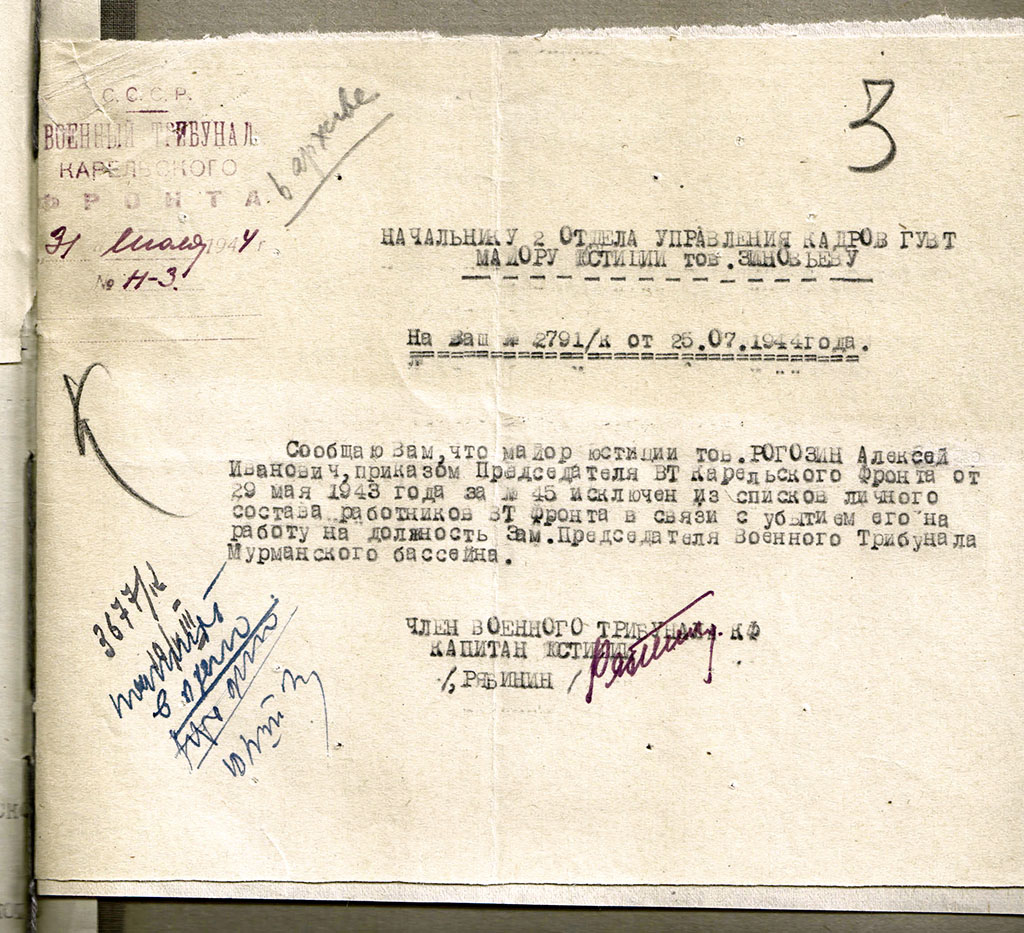 С. С. С. Р.
ВОЕННЫЙ ТРИБУНАЛ
КАРЕЛЬСКОГО
ФРОНТА
31 июля 1944 г.
№ Н-3.
в архиве
3
НАЧАЛЬНИКУ 2 ОТДЕЛА УПРАВЛЕНИЯ КАДРОВ ГУВТ
МАЙОРУ ЮСТИЦИИ тов. ЗИНОВЬЕВУ
На Ваш № 2791/к от 25.07.1944года.
Сообщаю Вам, что майор юстиции тов. РОГОЗИН Алексей
Иванович, приказом Председателя ВТ Карельского Фронта от
29 мая 1943 года за № 45 исключен из списков личного
состава работников ВТ Фронта в связи с убытием его на
работу на должность Зам. Председателя Военного Трибунала
Мурманского бассейна.
ЧЛЕН ВОЕННОГО ТРИБУНАЛА КФ
КАПИТАН ЮСТИЦИИ
/РЯБИНИН/
3677/к